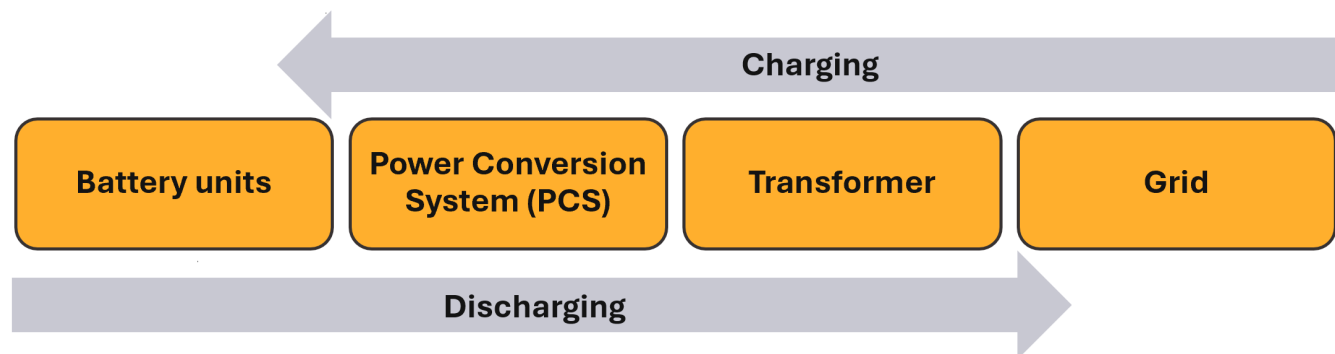 Charging
Battery units
Power Conversion
System (PCS)
Transformer
Grid
Discharging